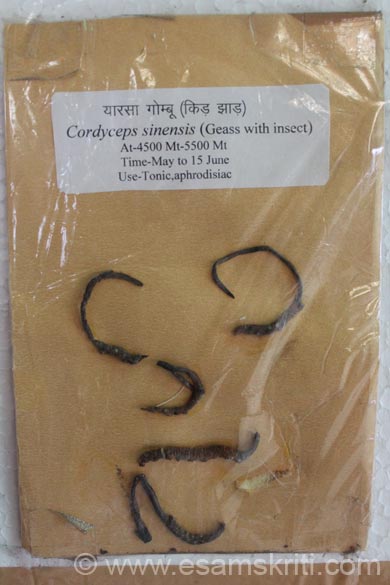 यारसा गोम्बू (किड़ झाड़)
Cordyceps sinensis (Geass with insect)
At-4500 Mt-5500 Mt
Time-May to 15 June
Use-Tonic,aphrodisiac
© www.esamskriti.com